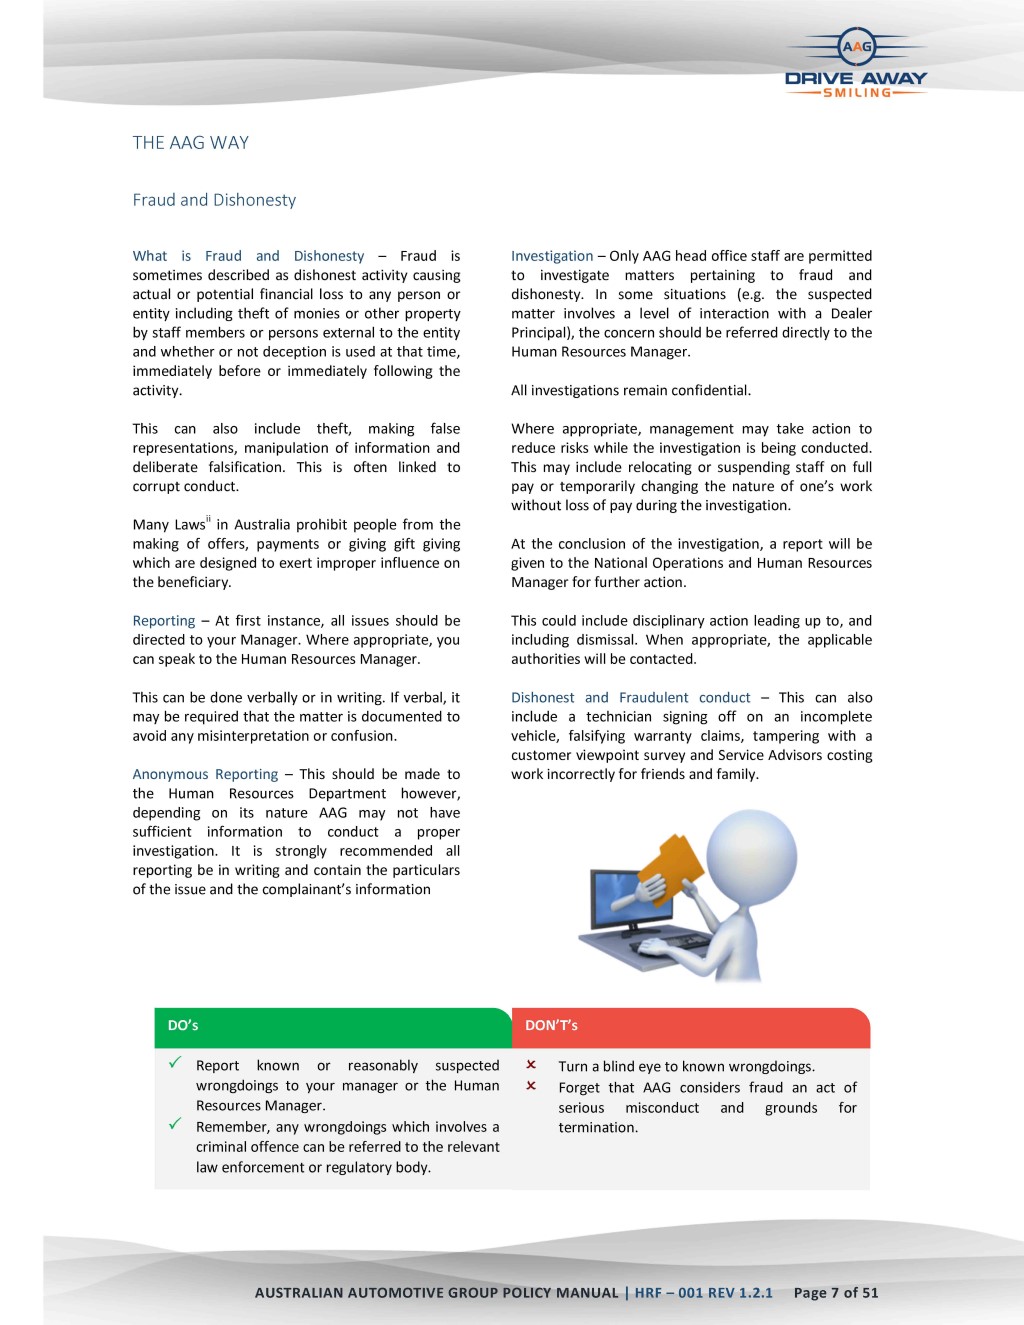 AAG
DRIVE AWAY
SMILING
THE AAG WAY
Fraud and Dishonesty
What is Fraud and Dishonesty – Fraud is
sometimes described as dishonest activity causing
actual or potential financial loss to any person or
entity including theft of monies or other property
by staff members or persons external to the entity
and whether or not deception is used at that time,
immediately before or immediately following the
activity.
This can also include theft, making false
representations, manipulation of information and
deliberate falsification. This is often linked to
corrupt conduct.
Many Laws ii in Australia prohibit people from the
making of offers, payments or giving gift giving
which are designed to exert improper influence on
the beneficiary.
Reporting – At first instance, all issues should be
directed to your Manager. Where appropriate, you
can speak to the Human Resources Manager.
This can be done verbally or in writing. If verbal, it
may be required that the matter is documented to
avoid any misinterpretation or confusion.
Anonymous Reporting – This should be made to
the Human Resources Department however,
depending on its nature AAG may not have
sufficient information to conduct a proper
investigation. It is strongly recommended all
reporting be in writing and contain the particulars
of the issue and the complainant's information
Investigation – Only AAG head office staff are permitted
to investigate matters pertaining to fraud and
dishonesty. In some situations (e.g. the suspected
matter involves a level of interaction with a Dealer
Principal), the concern should be referred directly to the
Human Resources Manager.
All investigations remain confidential.
Where appropriate, management may take action to
reduce risks while the investigation is being conducted.
This may include relocating or suspending staff on full
pay or temporarily changing the nature of one's work
without loss of pay during the investigation.
At the conclusion of the investigation, a report will be
given to the National Operations and Human Resources
Manager for further action.
This could include disciplinary action leading up to, and
including dismissal. When appropriate, the applicable
authorities will be contacted.
Dishonest and Fraudulent conduct – This can also
include a technician signing off on an incomplete
vehicle, falsifying warranty claims, tampering with a
customer viewpoint survey and Service Advisors costing
work incorrectly for friends and family.
DO's
✓ Report known or reasonably suspected
wrongdoings to your manager or the Human
Resources Manager.
✓ Remember, any wrongdoings which involves a
criminal offence can be referred to the relevant
law enforcement or regulatory body.
DON'T's
✗ Turn a blind eye to known wrongdoings.
✗ Forget that AAG considers fraud an act of
serious misconduct and grounds for
termination.
AUSTRALIAN AUTOMOTIVE GROUP POLICY MANUAL | HRF – 001 REV 1.2.1 Page 7 of 51